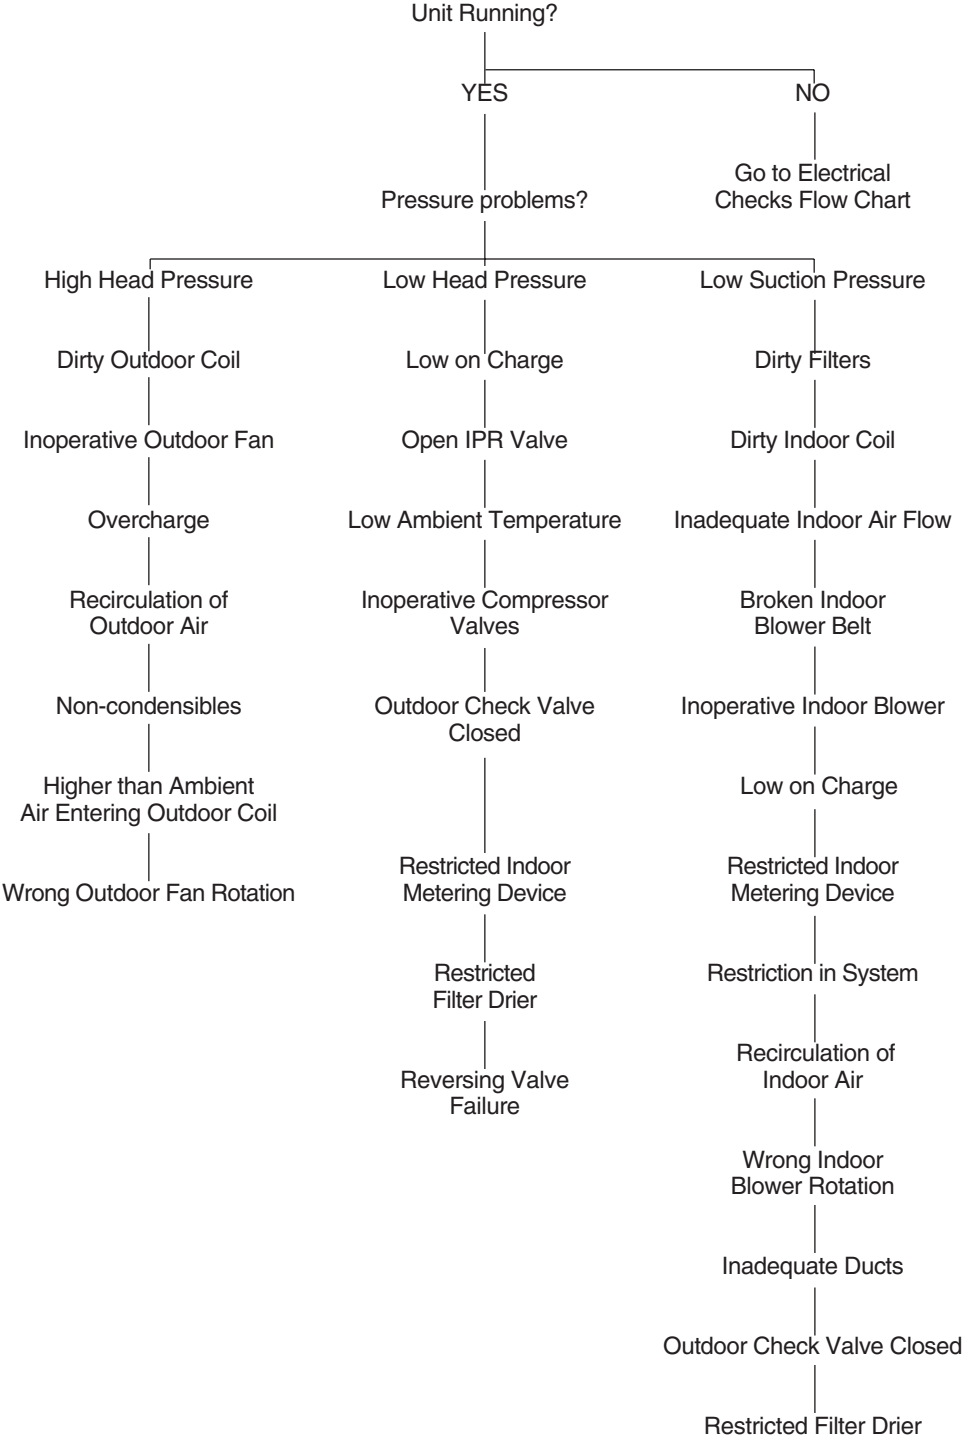 Unit Running?
YES
NO
Go to Electrical
Checks Flow Chart
Pressure problems?
High Head Pressure
Dirty Outdoor Coil
Inoperative Outdoor Fan
Overcharge
Recirculation of
Outdoor Air
Non-condensibles
Higher than Ambient
Air Entering Outdoor Coil
Wrong Outdoor Fan Rotation
Low Head Pressure
Low on Charge
Open IPR Valve
Low Ambient Temperature
Inoperative Compressor
Valves
Outdoor Check Valve
Closed
Restricted Indoor
Metering Device
Restricted
Filter Drier
Reversing Valve
Failure
Low Suction Pressure
Dirty Filters
Dirty Indoor Coil
Inadequate Indoor Air Flow
Broken Indoor
Blower Belt
Inoperative Indoor Blower
Low on Charge
Restricted Indoor
Metering Device
Restriction in System
Recirculation of
Indoor Air
Wrong Indoor
Blower Rotation
Inadequate Ducts
Outdoor Check Valve Closed
Restricted Filter Drier